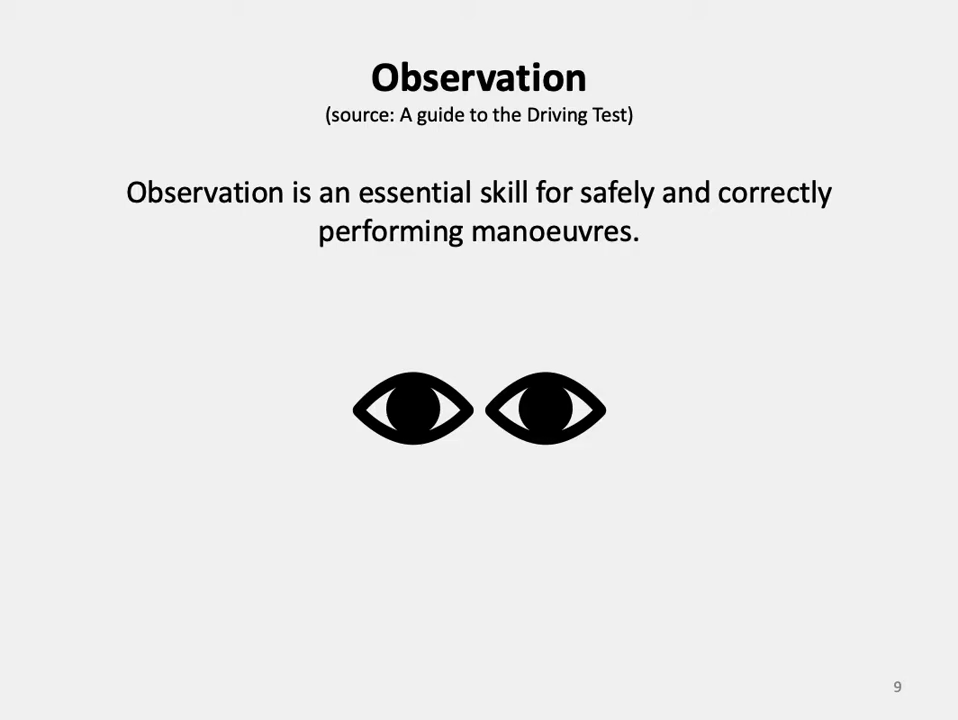 Observation
(source: A guide to the Driving Test)
Observation is an essential skill for safely and correctly
performing manoeuvres.
9